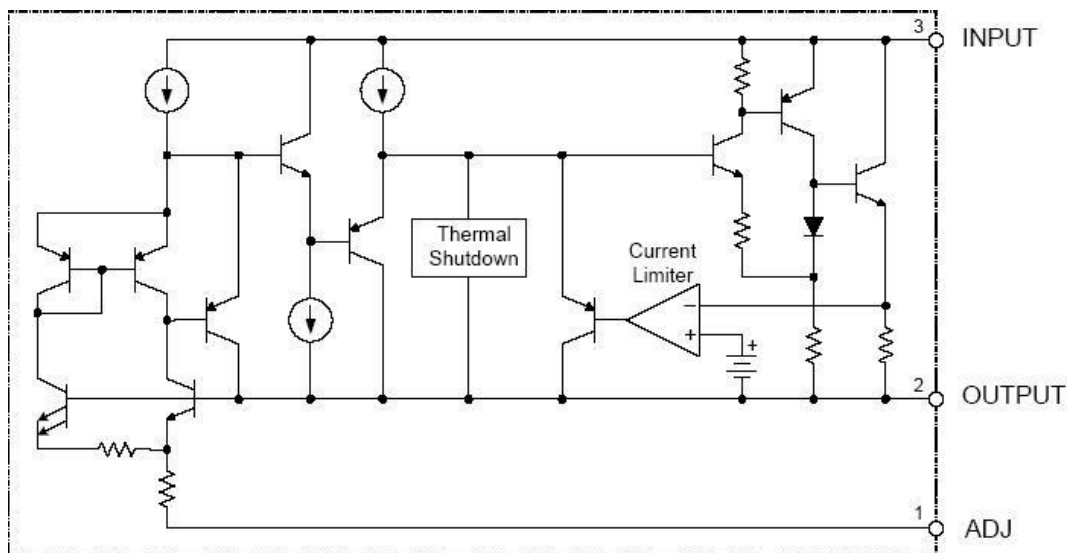 3 INPUT
Thermal
Shutdown
Current
Limiter
−
+
+
2 OUTPUT
1 ADJ